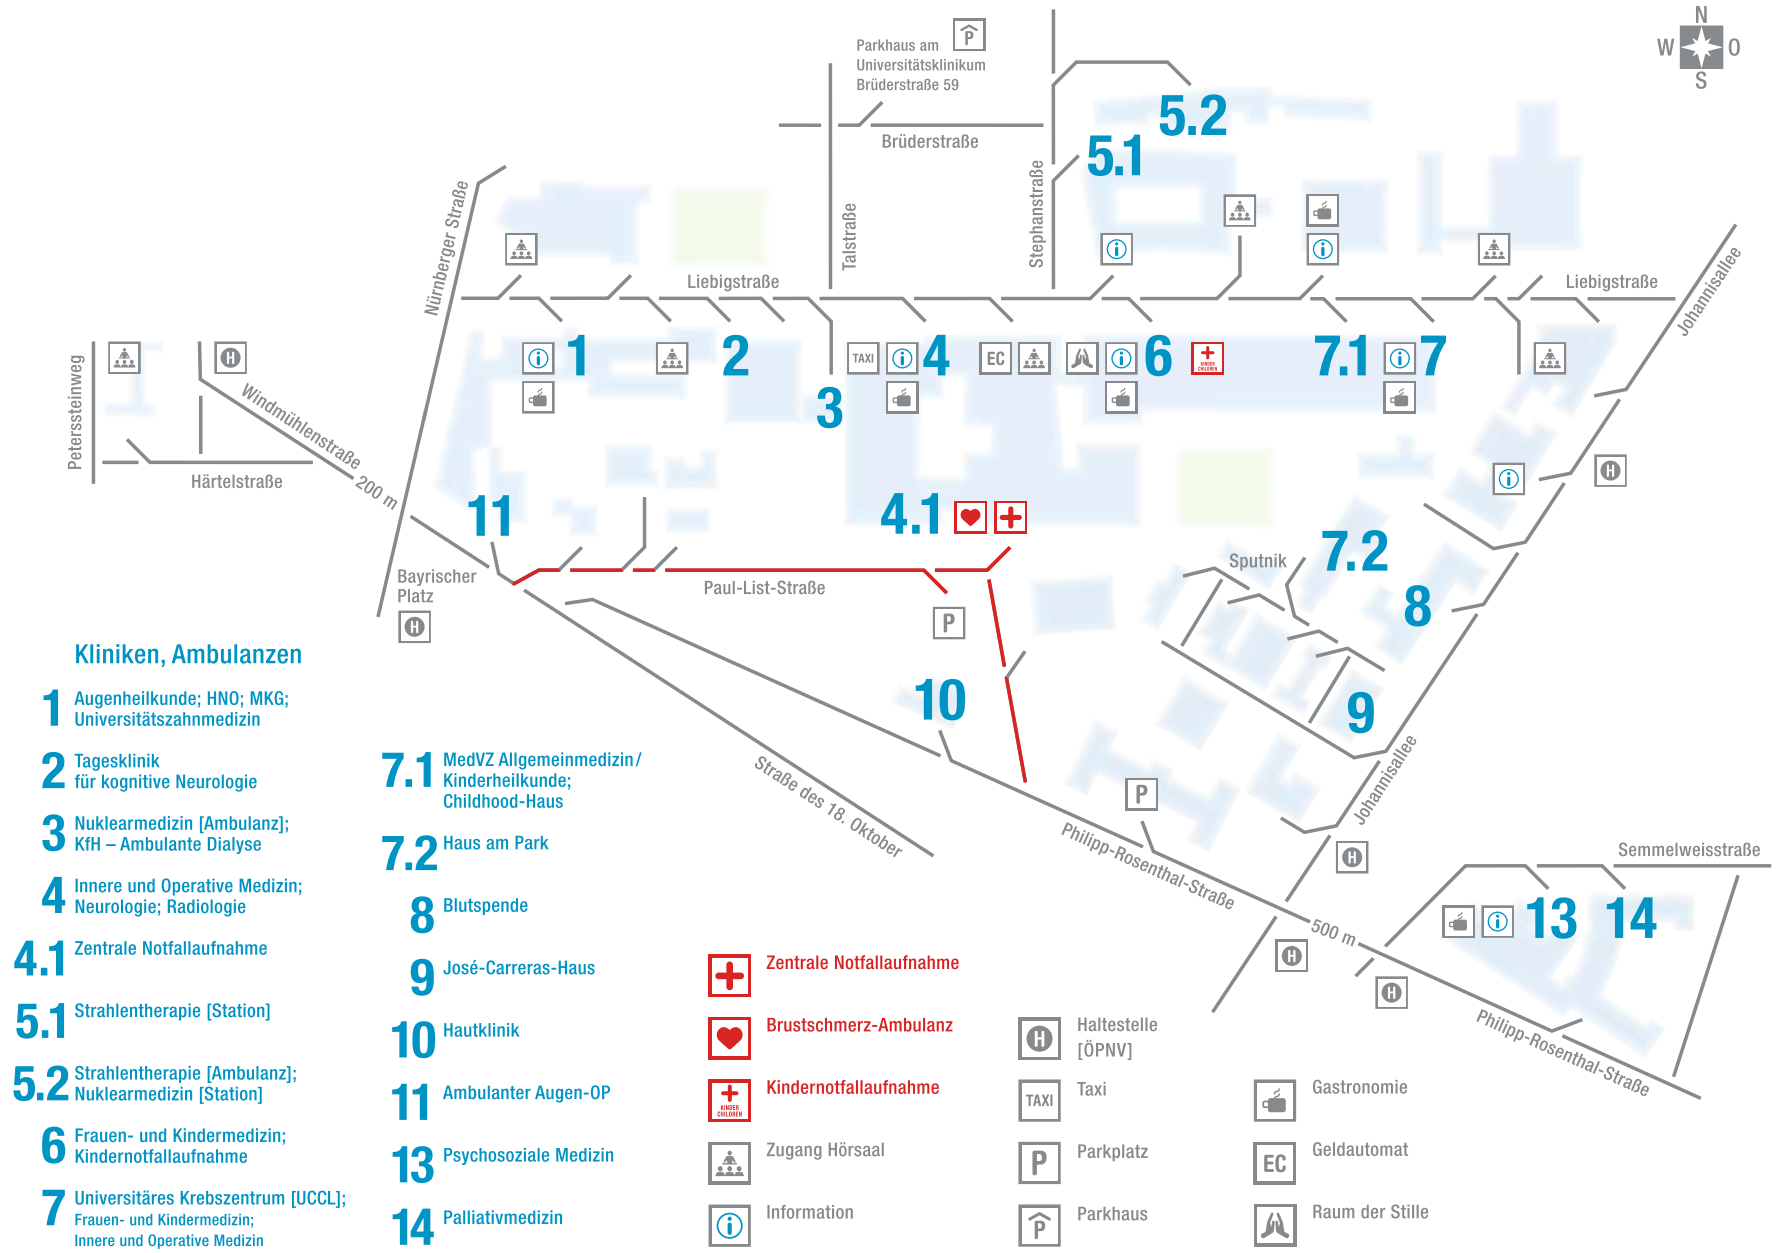 N
W O
S
Parkhaus am
Universitätsklinikum
Brüderstraße 59
P
Brüderstraße
5.2
5.1
Nürnberger Straße
Talstraße
Stephanstraße
Liebigstraße
Liebigstraße
Johannisallee
Peterssteinweg
H
Windmühlenstraße
200 m
Härtelstraße
i
i
i
1
i
2
3
TAXI
i
4
EC
i
6
KINDER
CHILDREN
7.1
i
7
i
H
11
4.1
Sputnik
7.2
8
Bayrischer
Platz
H
Paul-List-Straße
P
10
9
Straße des 18. Oktober
P
Philipp-Rosenthal-Straße
Johannisallee
H
500 m
H
H
Semmelweisstraße
i
13
14
Philipp-Rosenthal-Straße
Kliniken, Ambulanzen
1 Augenheilkunde; HNO; MKG;
Universitätszahnmedizin
2 Tagesklinik
für kognitive Neurologie
3 Nuklearmedizin [Ambulanz];
KfH – Ambulante Dialyse
4 Innere und Operative Medizin;
Neurologie; Radiologie
4.1 Zentrale Notfallaufnahme
5.1 Strahlentherapie [Station]
5.2 Strahlentherapie [Ambulanz];
Nuklearmedizin [Station]
6 Frauen- und Kindermedizin;
Kindernotfallaufnahme
7 Universitäres Krebszentrum [UCCL];
Frauen- und Kindermedizin;
Innere und Operative Medizin
7.1 MedVZ Allgemeinmedizin/
Kinderheilkunde;
Childhood-Haus
7.2 Haus am Park
8 Blutspende
9 José-Carreras-Haus
10 Hautklinik
11 Ambulanter Augen-OP
13 Psychosoziale Medizin
14 Palliativmedizin
Zentrale Notfallaufnahme
Brustschmerz-Ambulanz
KINDER
CHILDREN
Kindernotfallaufnahme
Zugang Hörsaal
i Information
H Haltestelle
[ÖPNV]
TAXI Taxi
P Parkplatz
P Parkhaus
Gastronomie
EC Geldautomat
Raum der Stille